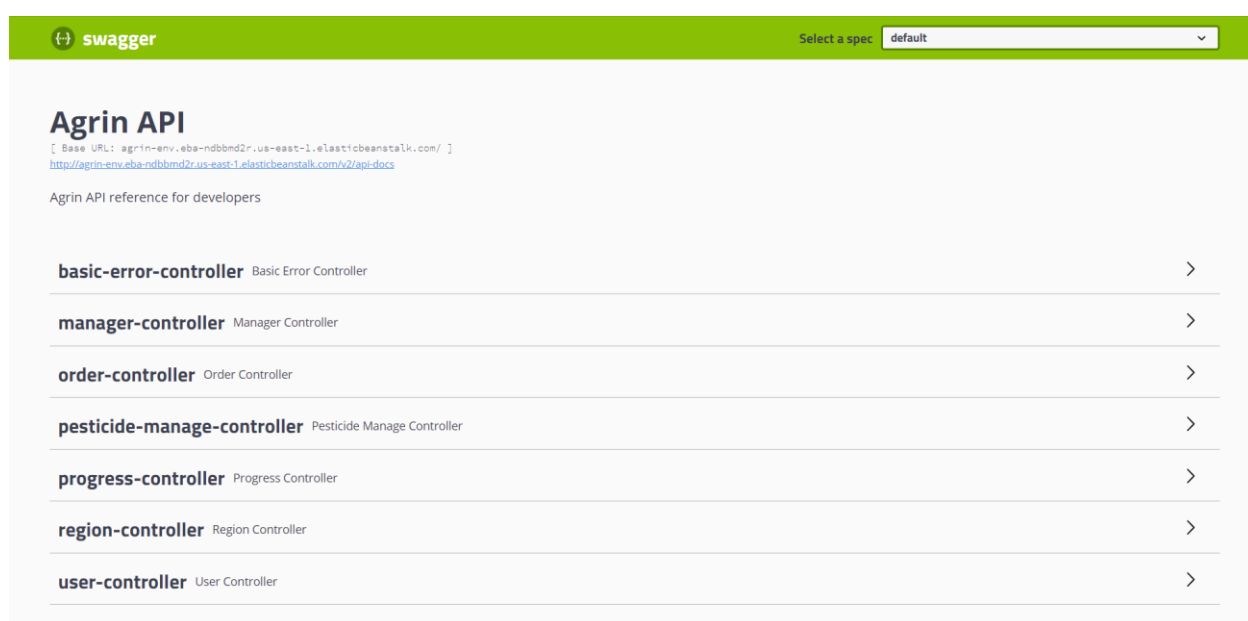 swagger Select a spec default
Agrin API
[ Base URL: agrin-env.eba-ndbbmd2r.us-east-1.elasticbeanstalk.com/ ]
http://agrin-env.eba-ndbbmd2r.us-east-1.elasticbeanstalk.com/v2/api-docs
Agrin API reference for developers
basic-error-controller Basic Error Controller
manager-controller Manager Controller
order-controller Order Controller
pesticide-manage-controller Pesticide Manage Controller
progress-controller Progress Controller
region-controller Region Controller
user-controller User Controller